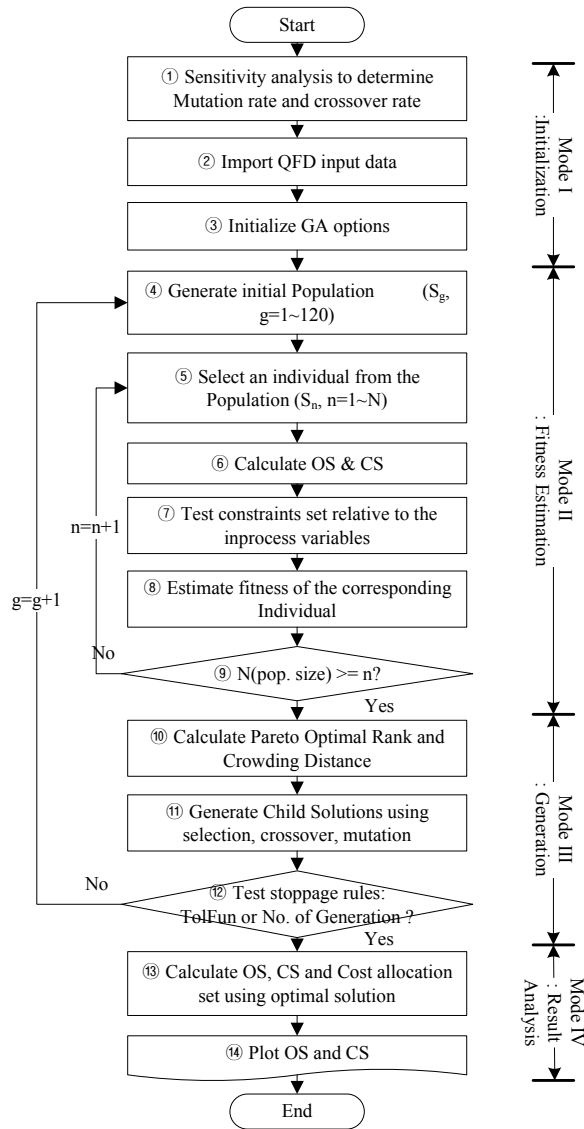 Start
① Sensitivity analysis to determine
Mutation rate and crossover rate
② Import QFD input data
③ Initialize GA options
Mode I
: Initialization
④ Generate initial Population (Sg,
g=1~120)
⑤ Select an individual from the
Population (Sn, n=1~N)
⑥ Calculate OS & CS
n=n+1
⑦ Test constraints set relative to the
inprocess variables
g=g+1
⑧ Estimate fitness of the corresponding
Individual
No
⑨ N(pop. size) >= n?
Yes
Mode II
: Fitness Estimation
⑩ Calculate Pareto Optimal Rank and
Crowding Distance
⑪ Generate Child Solutions using
selection, crossover, mutation
No
⑫ Test stoppage rules:
TolFun or No. of Generation ?
Yes
Mode III
: Generation
⑬ Calculate OS, CS and Cost allocation
set using optimal solution
⑭ Plot OS and CS
Mode IV
: Result
Analysis
End